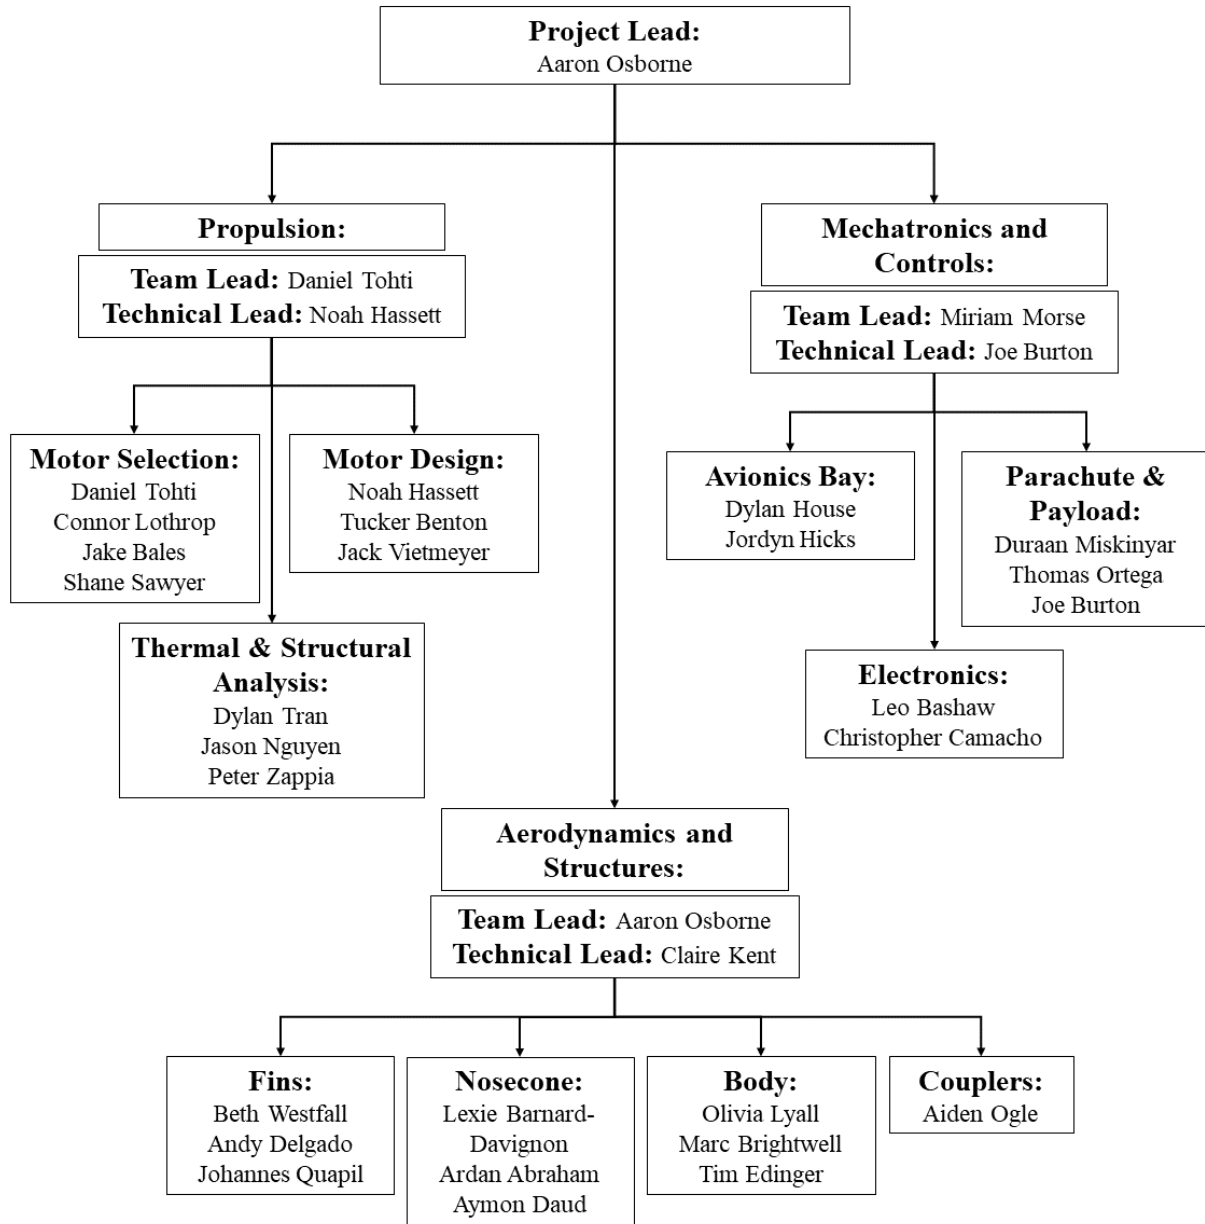 Project Lead:
Aaron Osborne
Propulsion:
Team Lead: Daniel Tohti
Technical Lead: Noah Hassett
Motor Selection:
Daniel Tohti
Connor Lothrop
Jake Bales
Shane Sawyer
Motor Design:
Noah Hassett
Tucker Benton
Jack Vietmeyer
Thermal & Structural
Analysis:
Dylan Tran
Jason Nguyen
Peter Zappia
Mechatronics and
Controls:
Team Lead: Miriam Morse
Technical Lead: Joe Burton
Avionics Bay:
Dylan House
Jordyn Hicks
Parachute &
Payload:
Duraan Miskinyar
Thomas Ortega
Joe Burton
Electronics:
Leo Bashaw
Christopher Camacho
Aerodynamics and
Structures:
Team Lead: Aaron Osborne
Technical Lead: Claire Kent
Fins:
Beth Westfall
Andy Delgado
Johannes Quapil
Nosecone:
Lexie Barnard-
Davignon
Ardan Abraham
Aymon Daud
Body:
Olivia Lyall
Marc Brightwell
Tim Edinger
Couplers:
Aiden Ogle